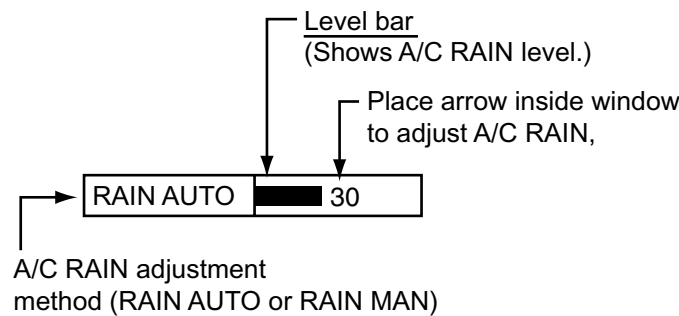 Level bar
(Shows A/C RAIN level.)
Place arrow inside window
to adjust A/C RAIN,
RAIN AUTO 30
A/C RAIN adjustment
method (RAIN AUTO or RAIN MAN)